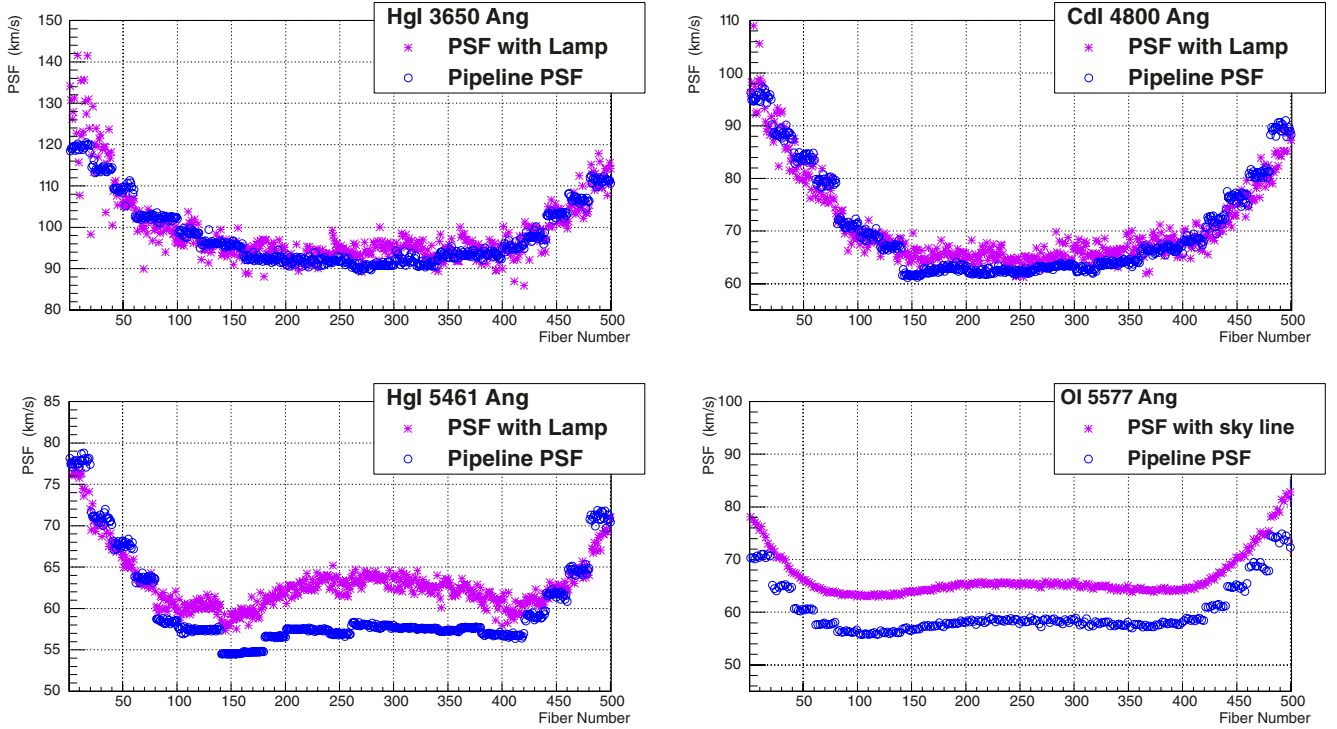 HgI 3650 Ang
PSF with Lamp
Pipeline PSF
PSF (km/s)
150
140
130
120
110
100
90
80
50 100 150 200 250 300 350 400 450 500
Fiber Number
CdI 4800 Ang
PSF with Lamp
Pipeline PSF
PSF (km/s)
110
100
90
80
70
60
50 100 150 200 250 300 350 400 450 500
Fiber Number
HgI 5461 Ang
PSF with Lamp
Pipeline PSF
PSF (km/s)
85
80
75
70
65
60
55
50
50 100 150 200 250 300 350 400 450 500
Fiber Number
OI 5577 Ang
PSF with sky line
Pipeline PSF
PSF (km/s)
100
90
80
70
60
50
50 100 150 200 250 300 350 400 450 500
Fiber Number